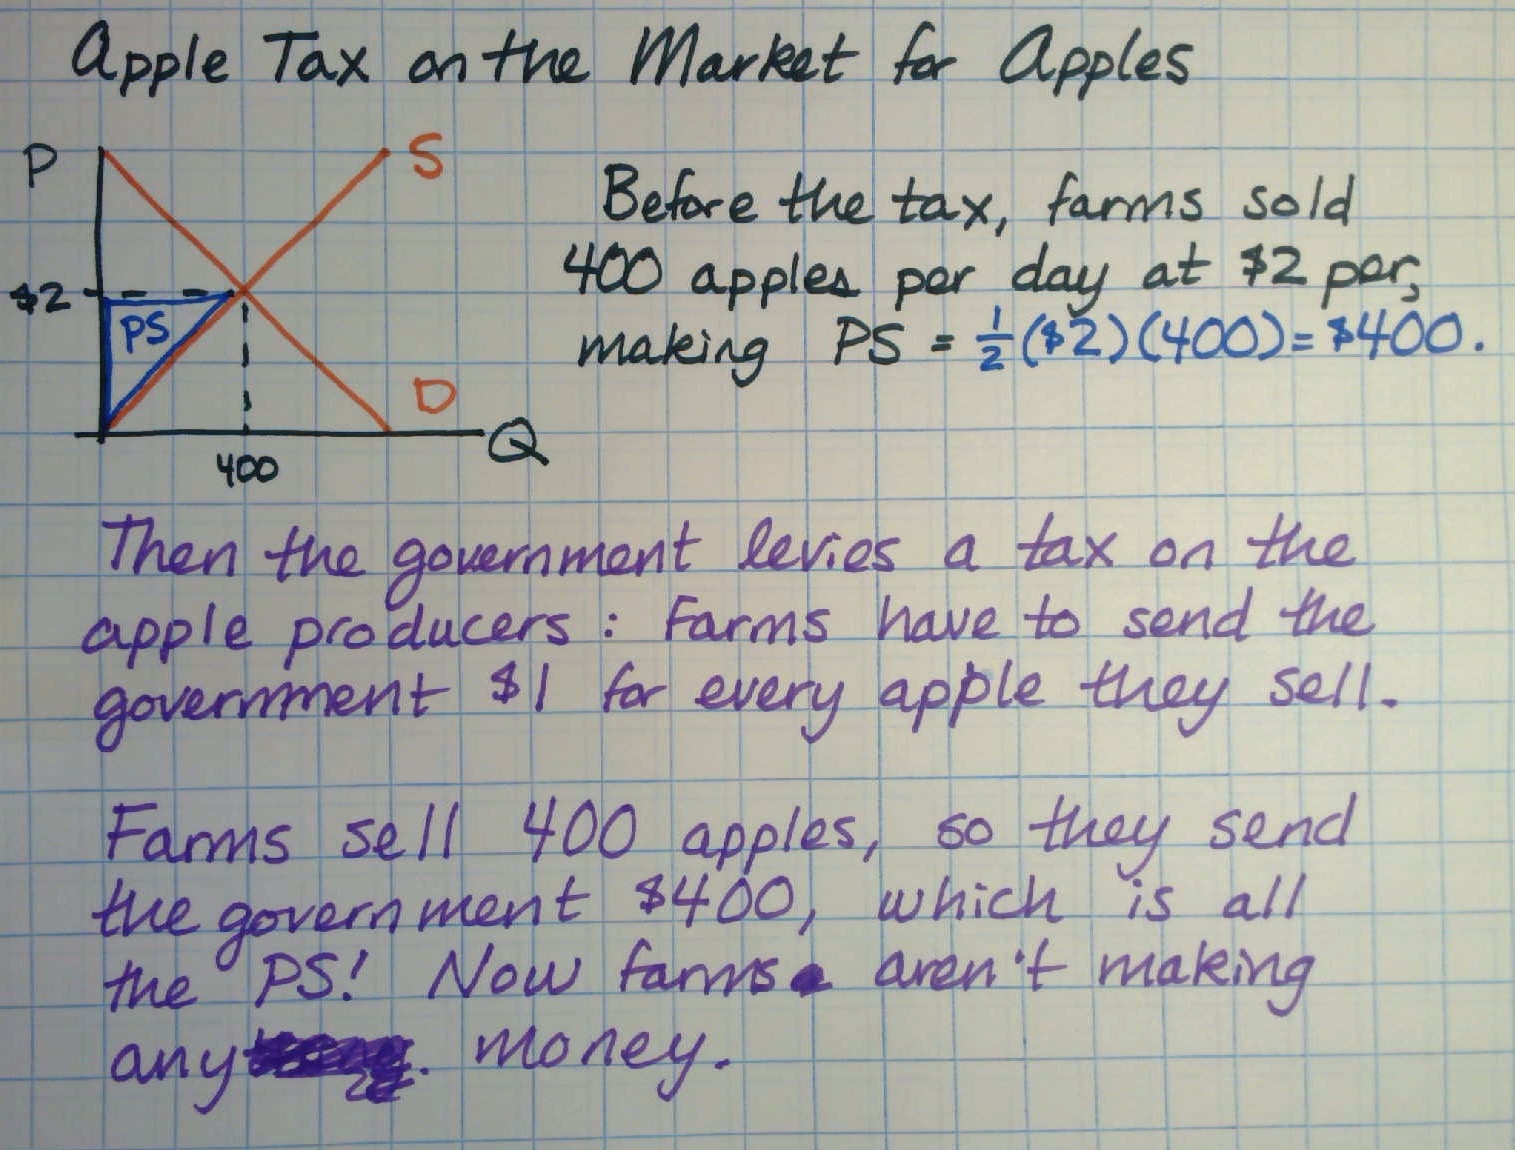 Apple Tax on the Market for Apples
P
S
$2
PS
D
Q
400
Before the tax, farms sold
400 apples per day at $2 per,
making PS = 1/2 ($2)(400) = $400.
Then the government levies a tax on the
apple producers: Farms have to send the
government $1 for every apple they sell.
Farms sell 400 apples, so they send
the government $400, which is all
the PS! Now farms aren't making
any money.